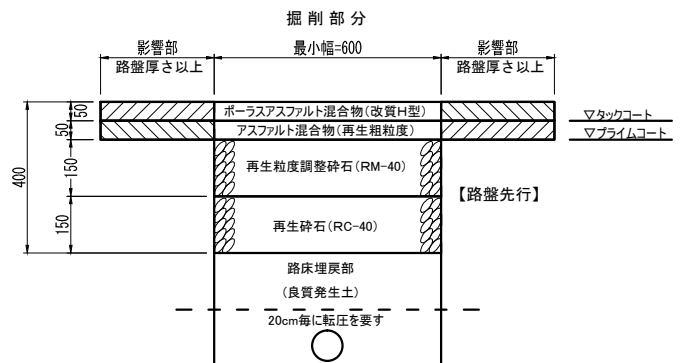 掘削部分
影響部
最小幅=600
影響部
路盤厚さ以上
路盤厚さ以上
50
ポーラスアスファルト混合物(改質H型)
▽タックコート
50
アスファルト混合物(再生粗粒度)
▽プライムコート
400
150
再生粒度調整砕石(RM-40)
【路盤先行】
150
再生砕石(RC-40)
路床埋戻部
(良質発生土)
20cm毎に転圧を要す